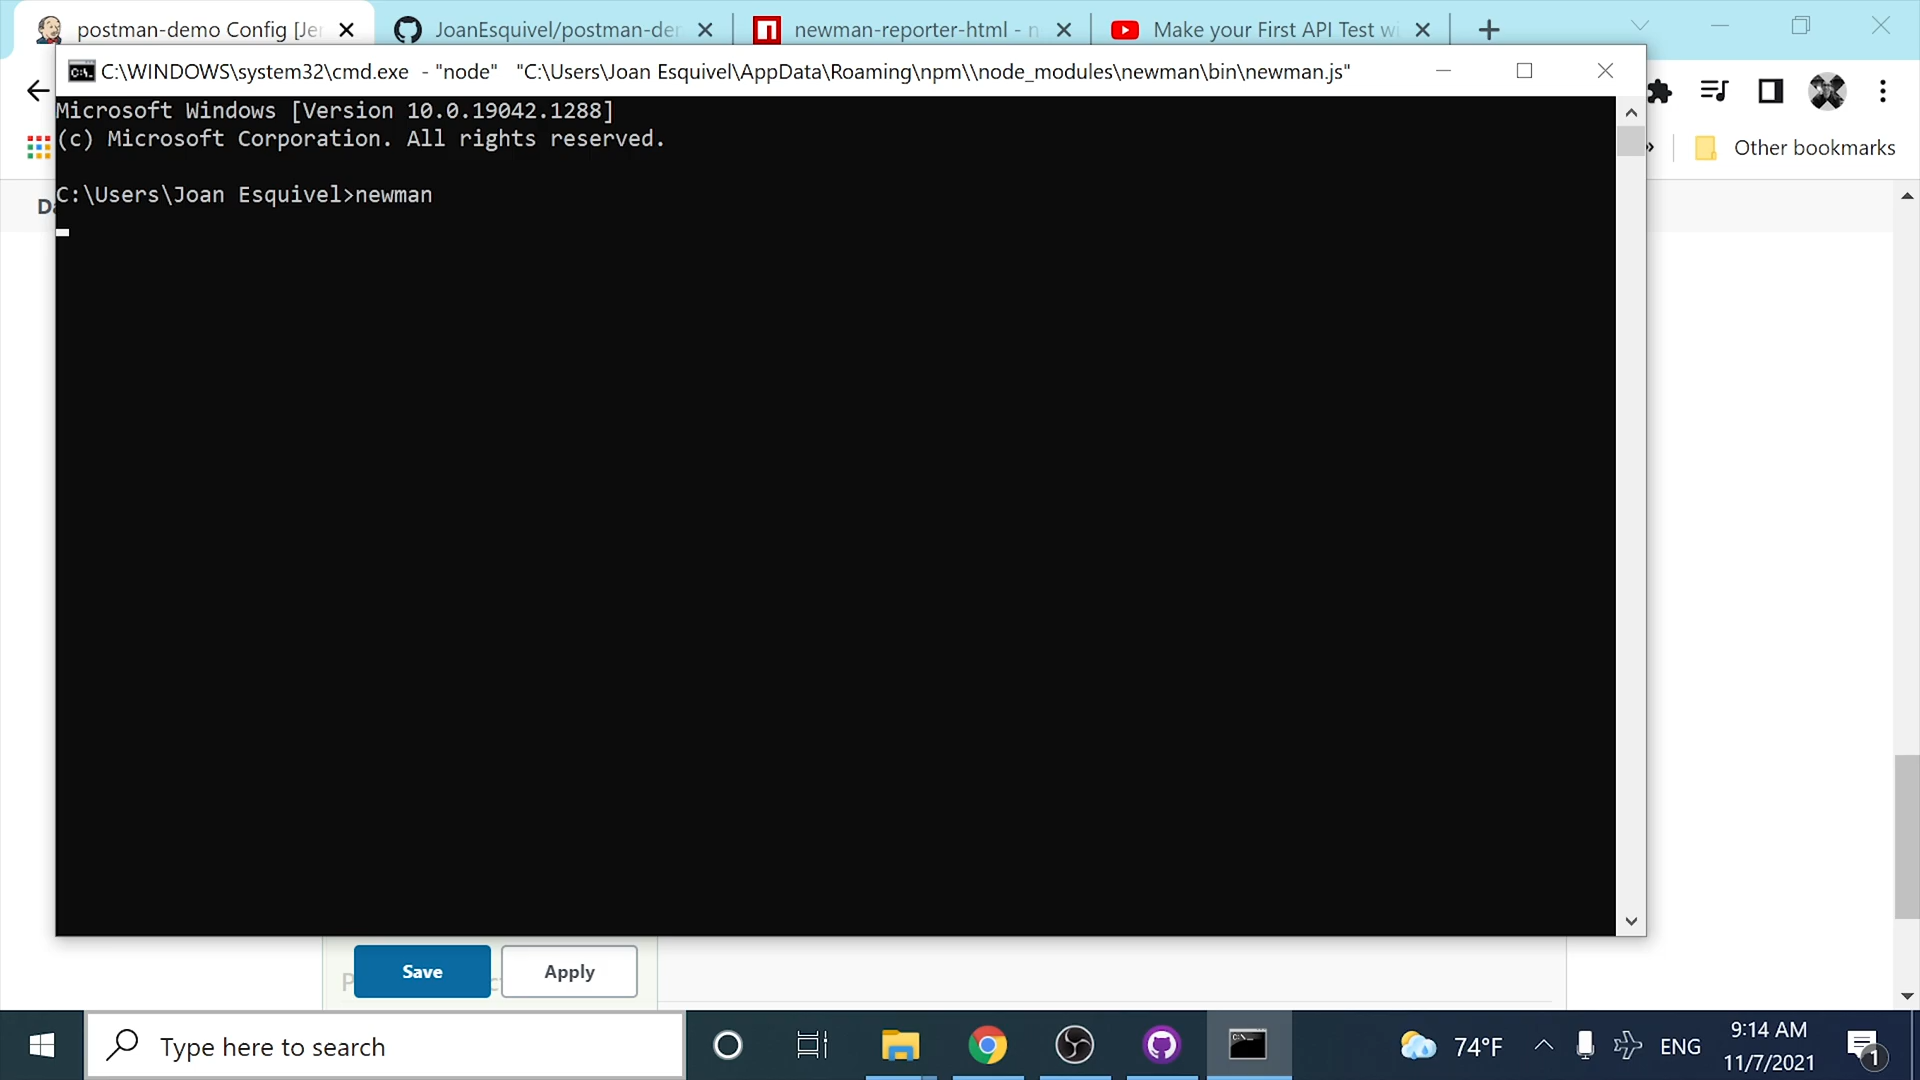 postman-demo Config [Je
JoanEsquivel/postman-de
newman-reporter-html - n
Make your First API Test wi
C:\WINDOWS\system32\cmd.exe - "node" "C:\Users\Joan Esquivel\AppData\Roaming\npm\\node_modules\newman\bin\newman.js"
Microsoft Windows [Version 10.0.19042.1288]
(c) Microsoft Corporation. All rights reserved.
Other bookmarks
C:\Users\Joan Esquivel>newman
Save
Apply
Type here to search
74°F
ENG
9:14 AM
11/7/2021
1